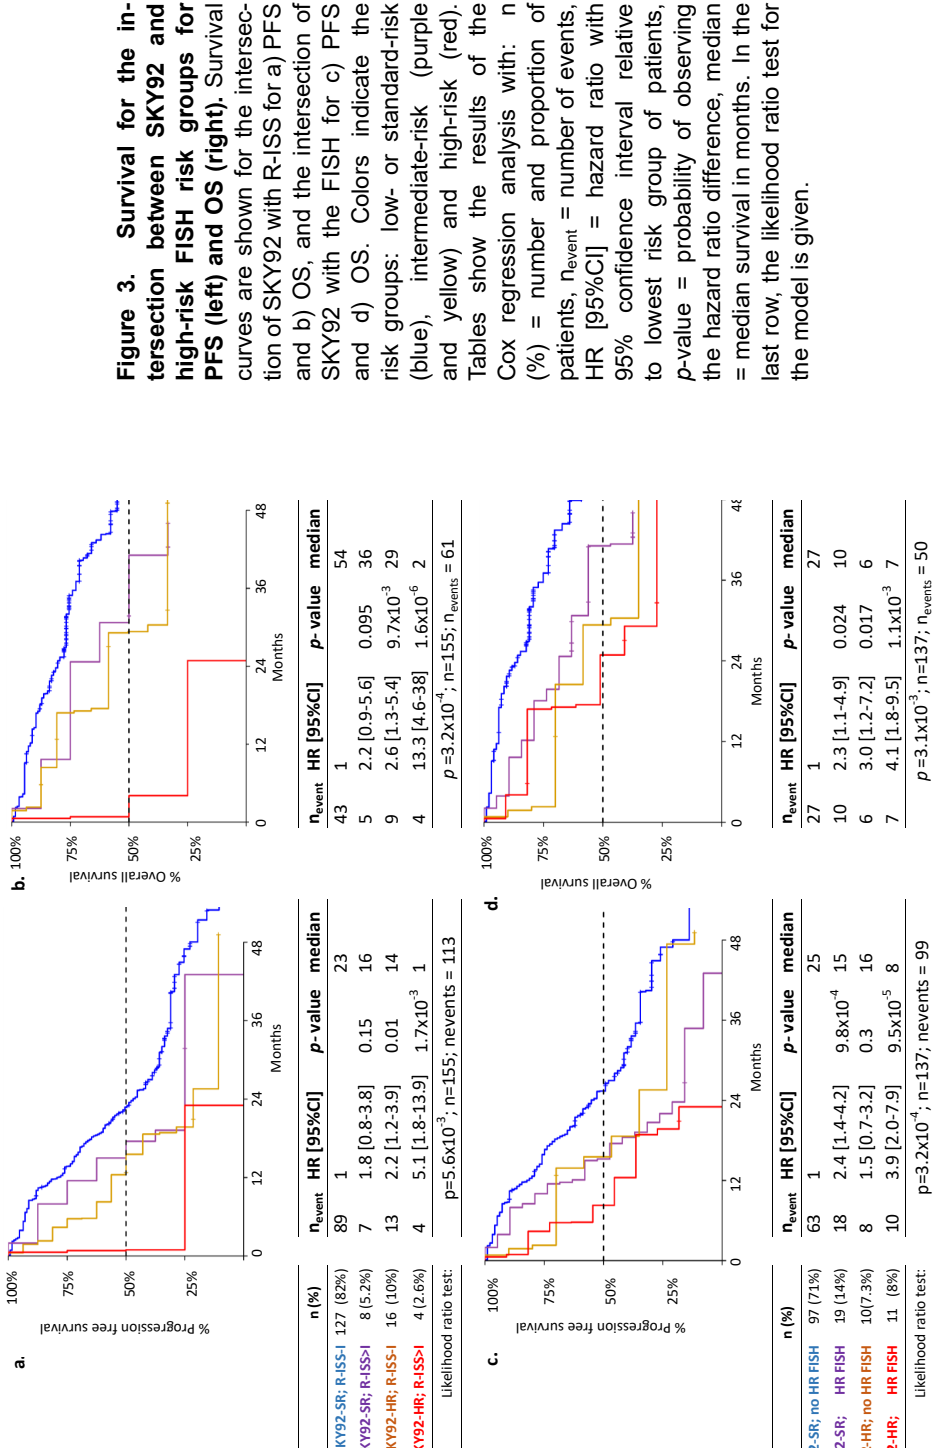 a.
% Progression free survival
100%
75%
50%
25%
0 12 24 36 48
Months
b.
% Overall survival
100%
75%
50%
25%
0 12 24 36 48
Months
n (%) n_event HR [95%CI] p- value median n_event HR [95%CI] p- value median
KY92-SR; R-ISS-I 127 (82%) 89 1 23 43 1 54
KY92-SR; R-ISS>I 8 (5.2%) 7 1.8 [0.8-3.8] 0.15 16 5 2.2 [0.9-5.6] 0.095 36
KY92-HR; R-ISS-I 16 (10%) 13 2.2 [1.2-3.9] 0.01 14 9 2.6 [1.3-5.4] 9.7x10⁻³ 29
KY92-HR; R-ISS>I 4 (2.6%) 4 5.1 [1.8-13.9] 1.7x10⁻³ 1 4 13.3 [4.6-38] 1.6x10⁻⁶ 2
Likelihood ratio test: p=5.6x10⁻³; n=155; nevents = 113 p=3.2x10⁻⁴; n=155; n_events = 61
c.
% Progression free survival
100%
75%
50%
25%
0 12 24 36 48
Months
d.
% Overall survival
100%
75%
50%
25%
0 12 24 36 48
Months
n (%) n_event HR [95%CI] p- value median n_event HR [95%CI] p- value median
2-SR; no HR FISH 97 (71%) 63 1 25 27 1 27
2-SR; HR FISH 19 (14%) 18 2.4 [1.4-4.2] 9.8x10⁻⁴ 15 10 2.3 [1.1-4.9] 0.024 10
2-HR; no HR FISH 10(7.3%) 8 1.5 [0.7-3.2] 0.3 16 6 3.0 [1.2-7.2] 0.017 6
2-HR; HR FISH 11 (8%) 10 3.9 [2.0-7.9] 9.5x10⁻⁵ 8 7 4.1 [1.8-9.5] 1.1x10⁻³ 7
Likelihood ratio test: p=3.2x10⁻⁴; n=137; nevents = 99 p=3.1x10⁻³; n=137; n_events = 50
Figure 3. Survival for the in-
tersection between SKY92 and
high-risk FISH risk groups for
PFS (left) and OS (right). Survival
curves are shown for the intersec-
tion of SKY92 with R-ISS for a) PFS
and b) OS, and the intersection of
SKY92 with the FISH for c) PFS
and d) OS. Colors indicate the
risk groups: low- or standard-risk
(blue), intermediate-risk (purple
and yellow) and high-risk (red).
Tables show the results of the
Cox regression analysis with: n
(%) = number and proportion of
patients, n_event = number of events,
HR [95%CI] = hazard ratio with
95% confidence interval relative
to lowest risk group of patients,
p-value = probability of observing
the hazard ratio difference, median
= median survival in months. In the
last row, the likelihood ratio test for
the model is given.